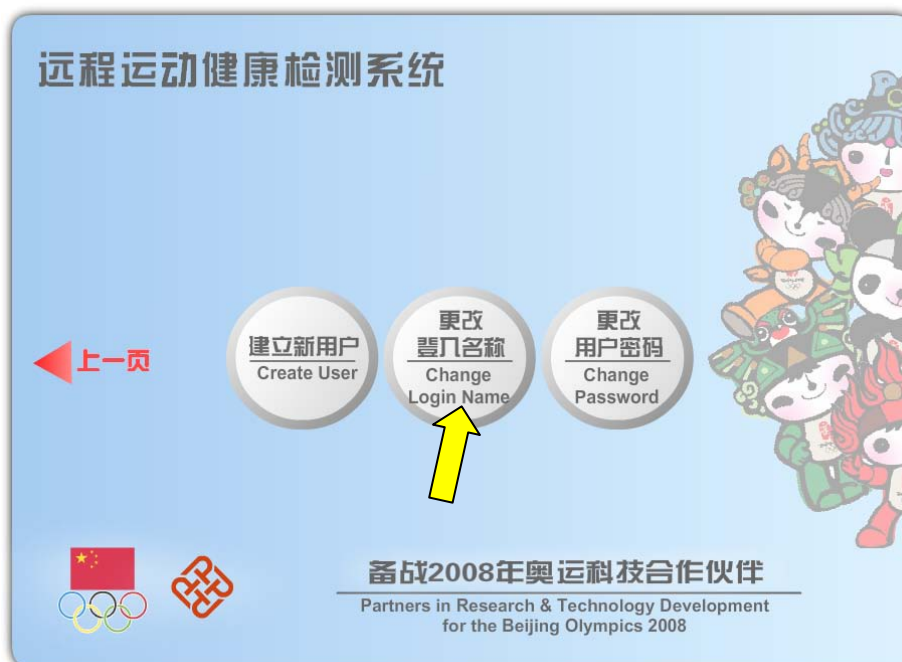 远程运动健康检测系统
建立新用户
Create User
更改
登入名称
Change
Login Name
更改
用户密码
Change
Password
上一页
备战2008年奥运科技合作伙伴
Partners in Research & Technology Development
for the Beijing Olympics 2008